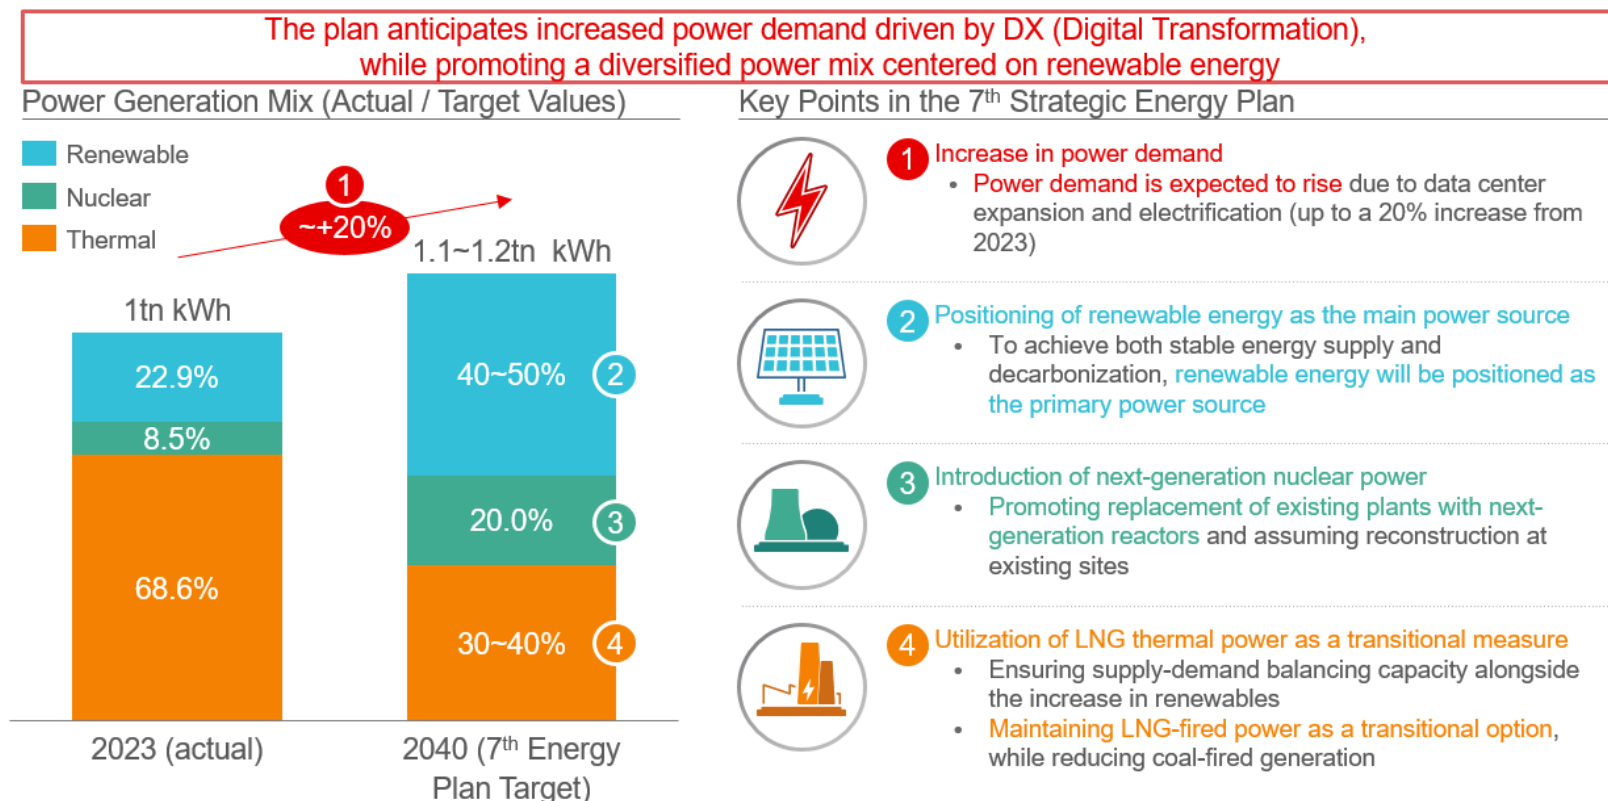 The plan anticipates increased power demand driven by DX (Digital Transformation),
while promoting a diversified power mix centered on renewable energy
Power Generation Mix (Actual / Target Values)
Renewable
Nuclear
Thermal
1
~+20%
1tn kWh
1.1~1.2tn kWh
22.9%
8.5%
68.6%
40~50%
2
20.0%
3
30~40%
4
2023 (actual)
2040 (7th Energy
Plan Target)
Key Points in the 7th Strategic Energy Plan
1 Increase in power demand
• Power demand is expected to rise due to data center
expansion and electrification (up to a 20% increase from
2023)
2 Positioning of renewable energy as the main power source
• To achieve both stable energy supply and
decarbonization, renewable energy will be positioned as
the primary power source
3 Introduction of next-generation nuclear power
• Promoting replacement of existing plants with next-
generation reactors and assuming reconstruction at
existing sites
4 Utilization of LNG thermal power as a transitional measure
• Ensuring supply-demand balancing capacity alongside
the increase in renewables
• Maintaining LNG-fired power as a transitional option,
while reducing coal-fired generation